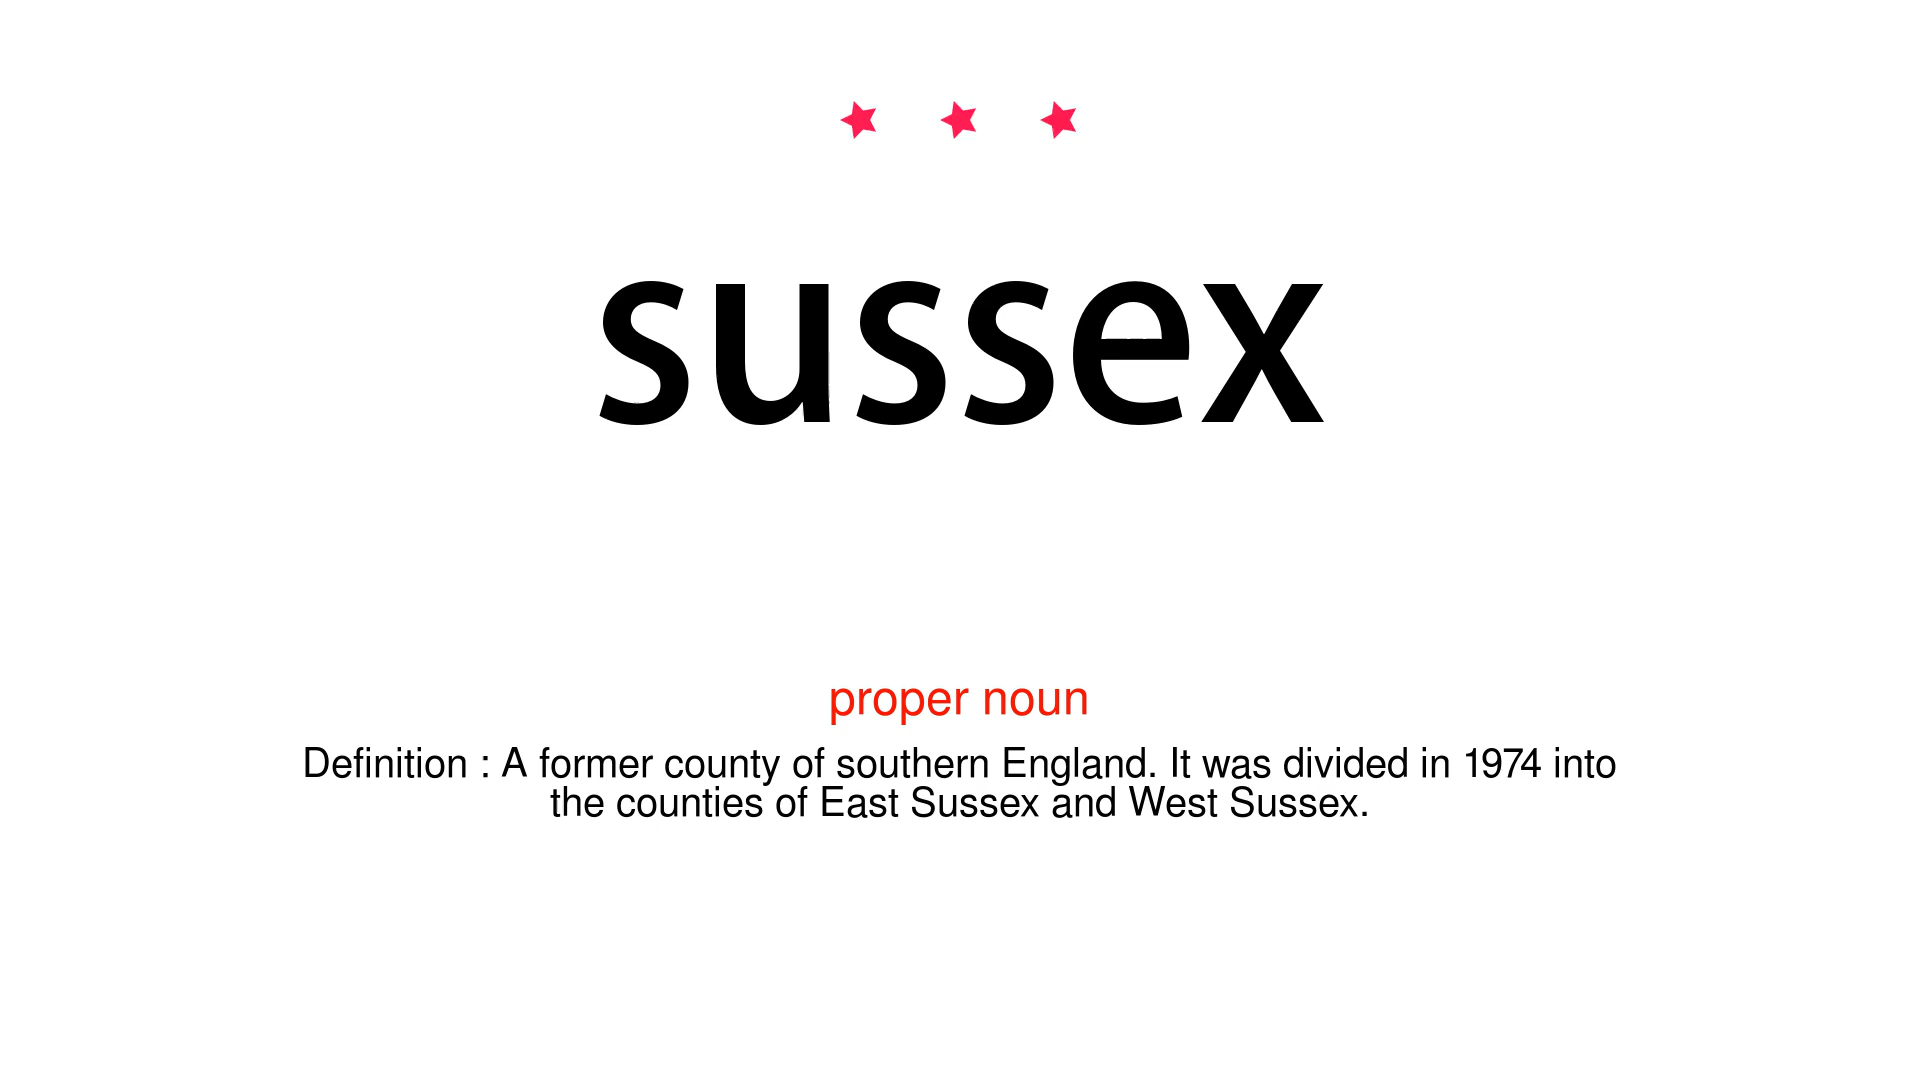 sussex
proper noun
Definition : A former county of southern England. It was divided in 1974 into
the counties of East Sussex and West Sussex.